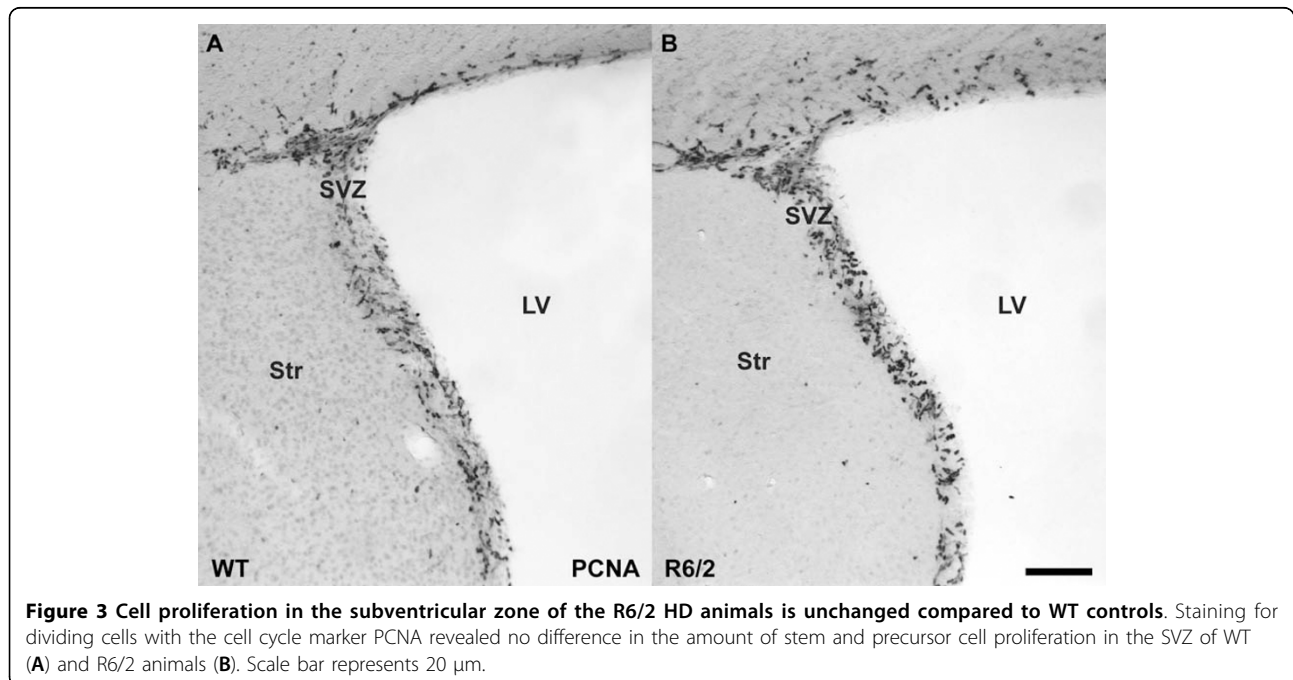 A
B
SVZ
SVZ
LV
LV
Str
Str
WT
PCNA
R6/2
Figure 3 Cell proliferation in the subventricular zone of the R6/2 HD animals is unchanged compared to WT controls. Staining for
dividing cells with the cell cycle marker PCNA revealed no difference in the amount of stem and precursor cell proliferation in the SVZ of WT
(A) and R6/2 animals (B). Scale bar represents 20 μm.